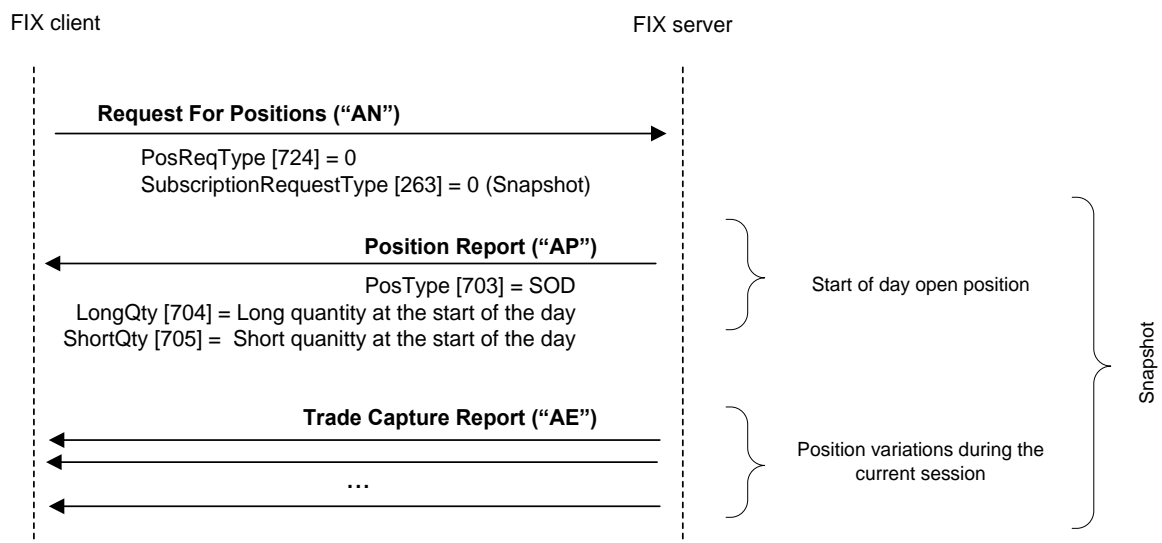 FIX client
FIX server
Request For Positions (“AN”)
PosReqType [724] = 0
SubscriptionRequestType [263] = 0 (Snapshot)
Position Report (“AP”)
PosType [703] = SOD
LongQty [704] = Long quantity at the start of the day
ShortQty [705] =  Short quanitty at the start of the day
Start of day open position
Snapshot
Trade Capture Report (“AE”)
...
Position variations during the
current session